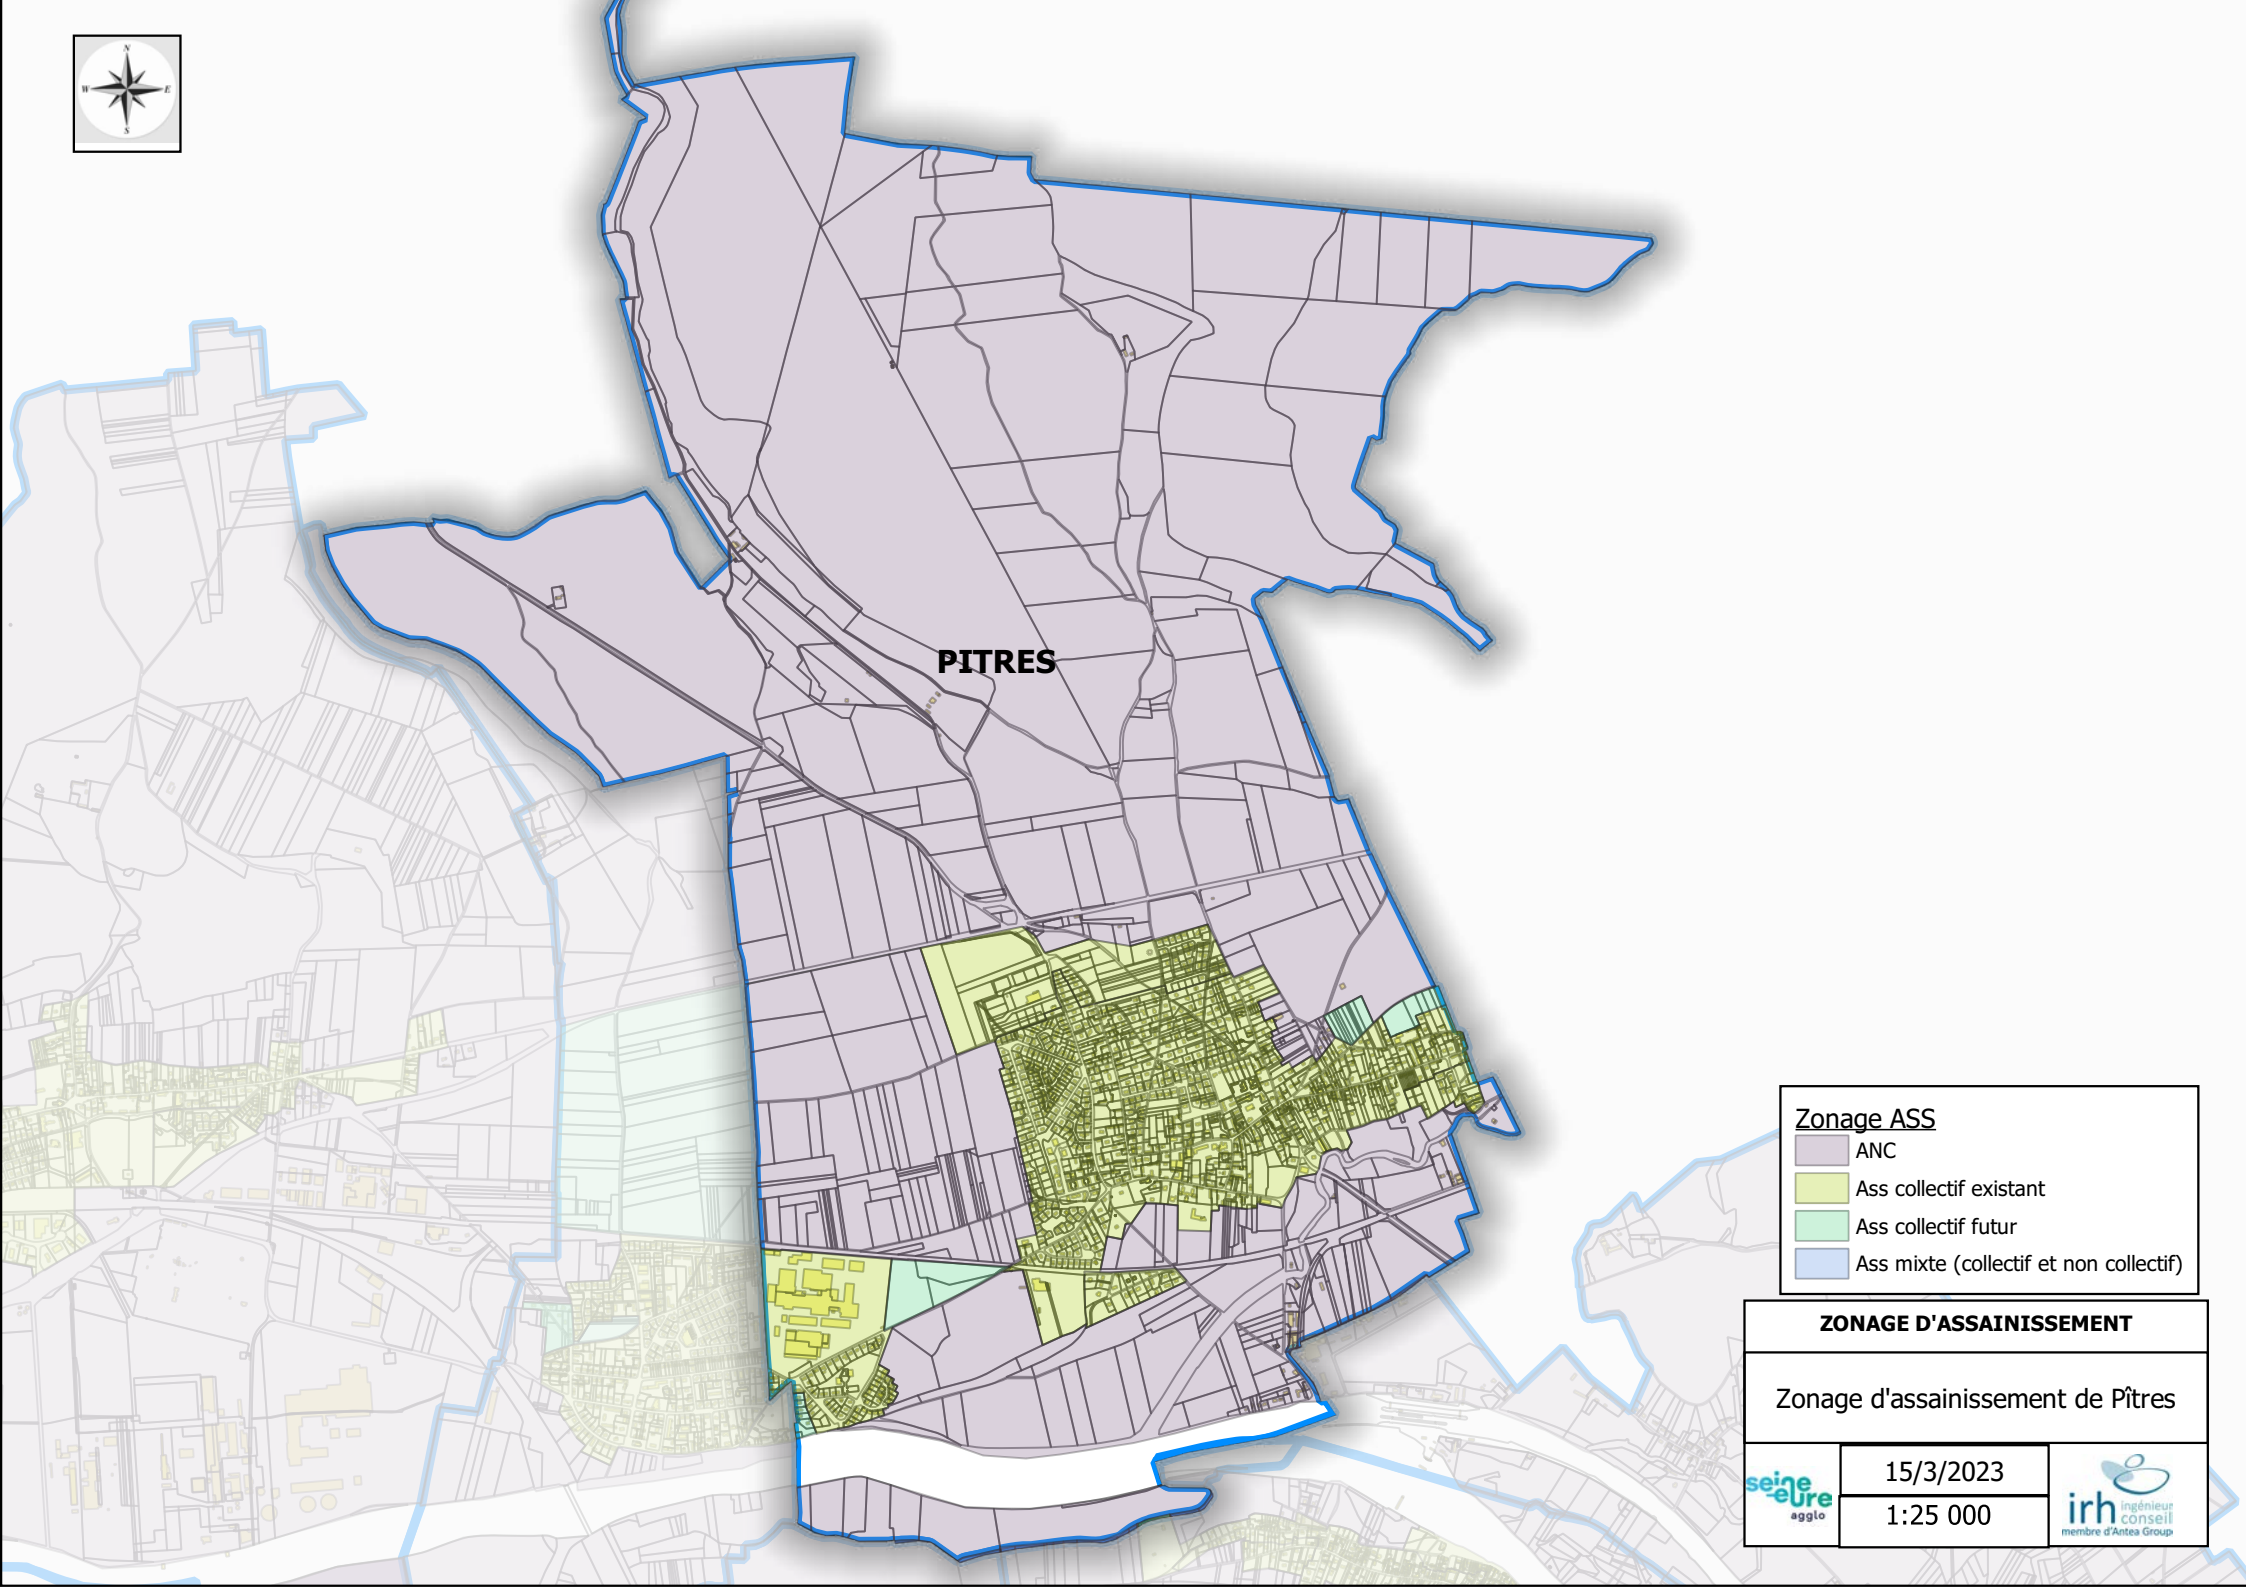 N
W E
S
PITRES
Zonage ASS
ANC
Ass collectif existant
Ass collectif futur
Ass mixte (collectif et non collectif)
ZONAGE D'ASSAINISSEMENT
Zonage d'assainissement de Pîtres
seine
eure
agglo
15/3/2023
1:25 000
irh ingénieur
conseil
membre d'Antea Group